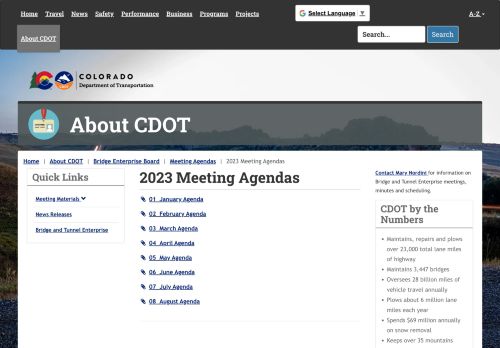 Home Travel News Safety Performance Business Programs Projects
Select Language ▼
A-Z
About CDOT
Search...
Search
COLORADO
Department of Transportation
About CDOT
Home | About CDOT | Bridge Enterprise Board | Meeting Agendas | 2023 Meeting Agendas
Quick Links
Meeting Materials
News Releases
Bridge and Tunnel Enterprise
2023 Meeting Agendas
01 January Agenda
02 February Agenda
03 March Agenda
04 April Agenda
05 May Agenda
06 June Agenda
07 July Agenda
08 August Agenda
Contact Mary Nordini for information on
Bridge and Tunnel Enterprise meetings,
minutes and scheduling.
CDOT by the
Numbers
Maintains, repairs and plows
over 23,000 total lane miles
of highway
Maintains 3,447 bridges
Oversees 28 billion miles of
vehicle travel annually
Plows about 6 million lane
miles each year
Spends $69 million annually
on snow removal
Keeps over 35 mountains